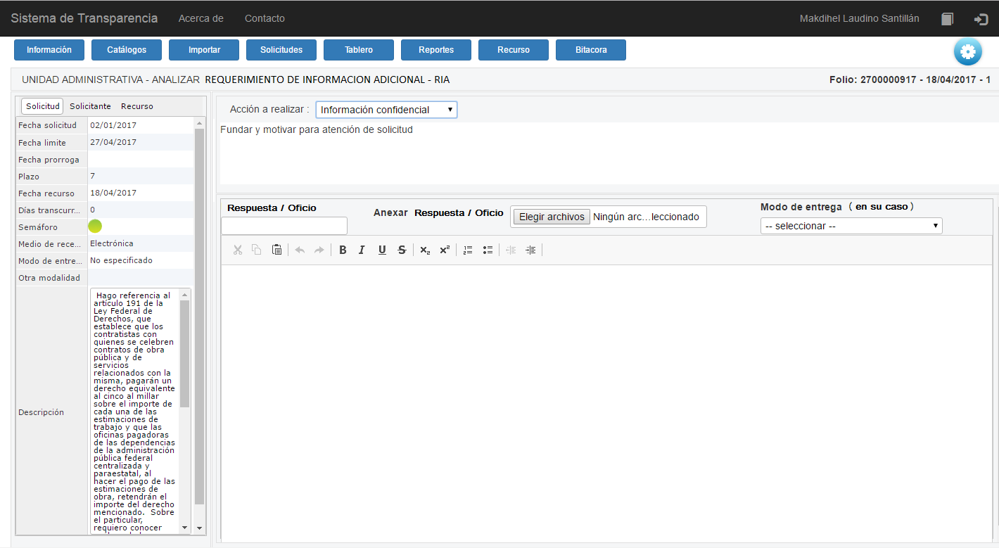 Sistema de Transparencia Acerca de Contacto Makdihel Laudino Santillán
Información Catálogos Importar Solicitudes Tablero Reportes Recurso Bitacora
UNIDAD ADMINISTRATIVA - ANALIZAR REQUERIMIENTO DE INFORMACION ADICIONAL - RIA Folio: 2700000917 - 18/04/2017 - 1
Solicitud Solicitante Recurso
Fecha solicitud 02/01/2017
Fecha limite 27/04/2017
Fecha prorroga
Plazo 7
Fecha recurso 18/04/2017
Días transcurr... 0
Semáforo
Medio de rece... Electrónica
Modo de entre... No especificado
Otra modalidad
Descripción
Hago referencia al
artículo 191 de la
Ley Federal de
Derechos, que
establece que los
contratistas con
quienes se celebren
contratos de obra
pública y de
servicios
relacionados con la
misma, pagarán un
derecho equivalente
al cinco al millar
sobre el importe de
cada una de las
estimaciones de
trabajo y que las
oficinas pagadoras
de las dependencias
de la administración
pública federal
centralizada y
paraestatal, al
hacer el pago de las
estimaciones de
obra, retendrán el
importe del derecho
mencionado. Sobre
el particular,
requiero conocer
Acción a realizar : Información confidencial
Fundar y motivar para atención de solicitud
Respuesta / Oficio
Anexar Respuesta / Oficio Elegir archivos Ningún arc...leccionado
Modo de entrega ( en su caso )
-- seleccionar --
B I U S x₂ x²